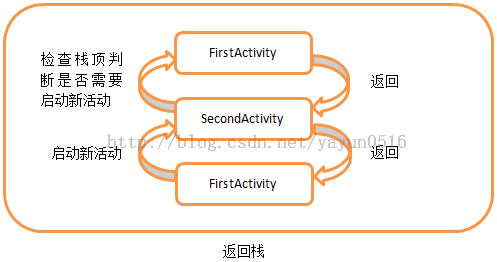 检查栈顶判
断是否需要
启动新活动
FirstActivity
返回
SecondActivity
http://blog.csdn.net/yayun0516
启动新活动
返回
FirstActivity
返回栈